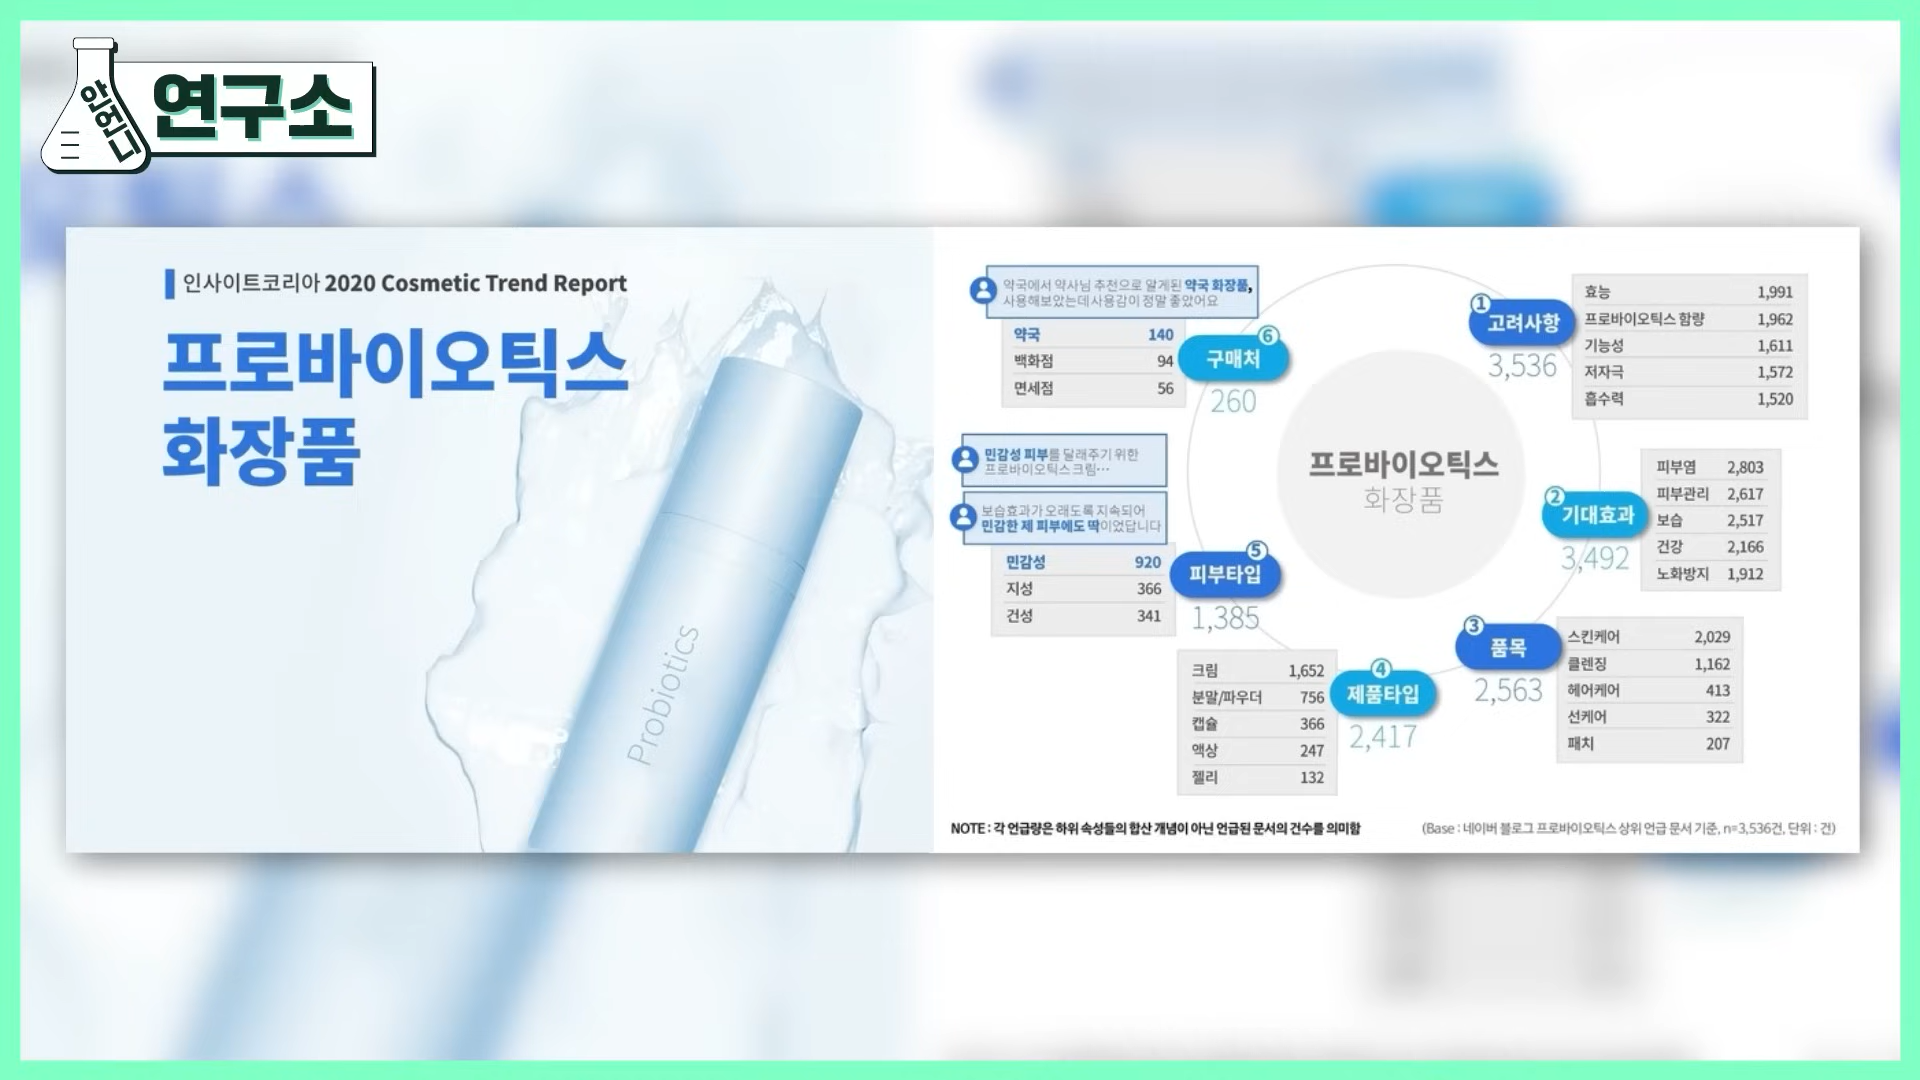 언니
연구소
인사이트코리아 2020 Cosmetic Trend Report
프로바이오틱스
화장품
Probiotics
약국에서 약사님 추천으로 알게된 약국 화장품,
사용해보았는데 사용감이 정말 좋았어요
약국 140
백화점 94
면세점 56
⑥
구매처
260
민감성 피부를 달래주기 위한
프로바이오틱스 크림…
보습효과가 오래도록 지속되어
민감한 제 피부에도 딱이었답니다
민감성 920
지성 366
건성 341
⑤
피부타입
1,385
프로바이오틱스
화장품
①
고려사항
3,536
효능 1,991
프로바이오틱스 함량 1,962
기능성 1,611
저자극 1,572
흡수력 1,520
②
기대효과
3,492
피부염 2,803
피부관리 2,617
보습 2,517
건강 2,166
노화방지 1,912
③
품목
2,563
스킨케어 2,029
클렌징 1,162
헤어케어 413
선케어 322
패치 207
④
제품타입
2,417
크림 1,652
분말/파우더 756
캡슐 366
액상 247
젤리 132
NOTE : 각 언급량은 하위 속성들의 합산 개념이 아닌 언급된 문서의 건수를 의미함
(Base : 네이버 블로그 프로바이오틱스 상위 언급 문서 기준, n=3,536건, 단위 : 건)